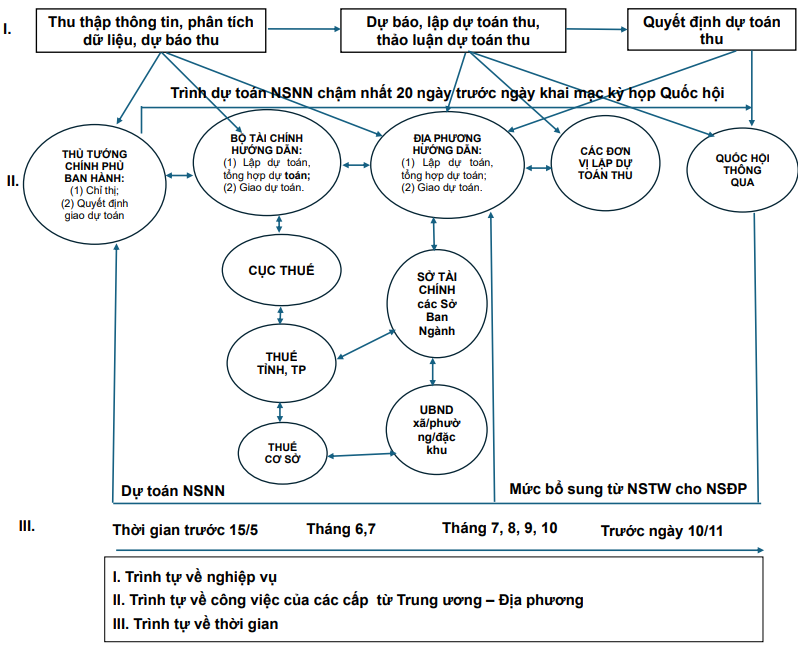 I.
Thu thập thông tin, phân tích
dữ liệu, dự báo thu
Dự báo, lập dự toán thu,
thảo luận dự toán thu
Quyết định dự toán
thu
Trình dự toán NSNN chậm nhất 20 ngày trước ngày khai mạc kỳ họp Quốc hội
II.
THỦ TƯỚNG
CHÍNH PHỦ
BAN HÀNH:
(1) Chỉ thị;
(2) Quyết định
giao dự toán
BỘ TÀI CHÍNH
HƯỚNG DẪN:
(1) Lập dự toán,
tổng hợp dự toán;
(2) Giao dự toán.
ĐỊA PHƯƠNG
HƯỚNG DẪN:
(1) Lập dự toán,
tổng hợp dự toán;
(2) Giao dự toán.
CÁC ĐƠN
VỊ LẬP DỰ
TOÁN THU
QUỐC HỘI
THÔNG
QUA
CỤC THUẾ
SỞ TÀI
CHÍNH
các Sở
Ban
Ngành
THUẾ
TỈNH, TP
UBND
xã/phườ
ng/đặc
khu
THUẾ
CƠ SỞ
Dự toán NSNN
Mức bổ sung từ NSTW cho NSĐP
III.
Thời gian trước 15/5
Tháng 6,7
Tháng 7, 8, 9, 10
Trước ngày 10/11
I. Trình tự về nghiệp vụ
II. Trình tự về công việc của các cấp từ Trung ương – Địa phương
III. Trình tự về thời gian